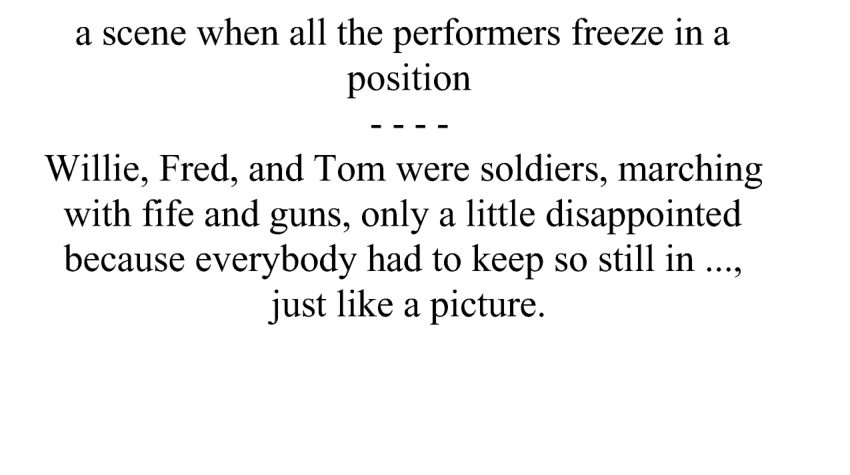 a scene when all the performers freeze in a
position
- - - -
Willie, Fred, and Tom were soldiers, marching
with fife and guns, only a little disappointed
because everybody had to keep so still in ...,
just like a picture.